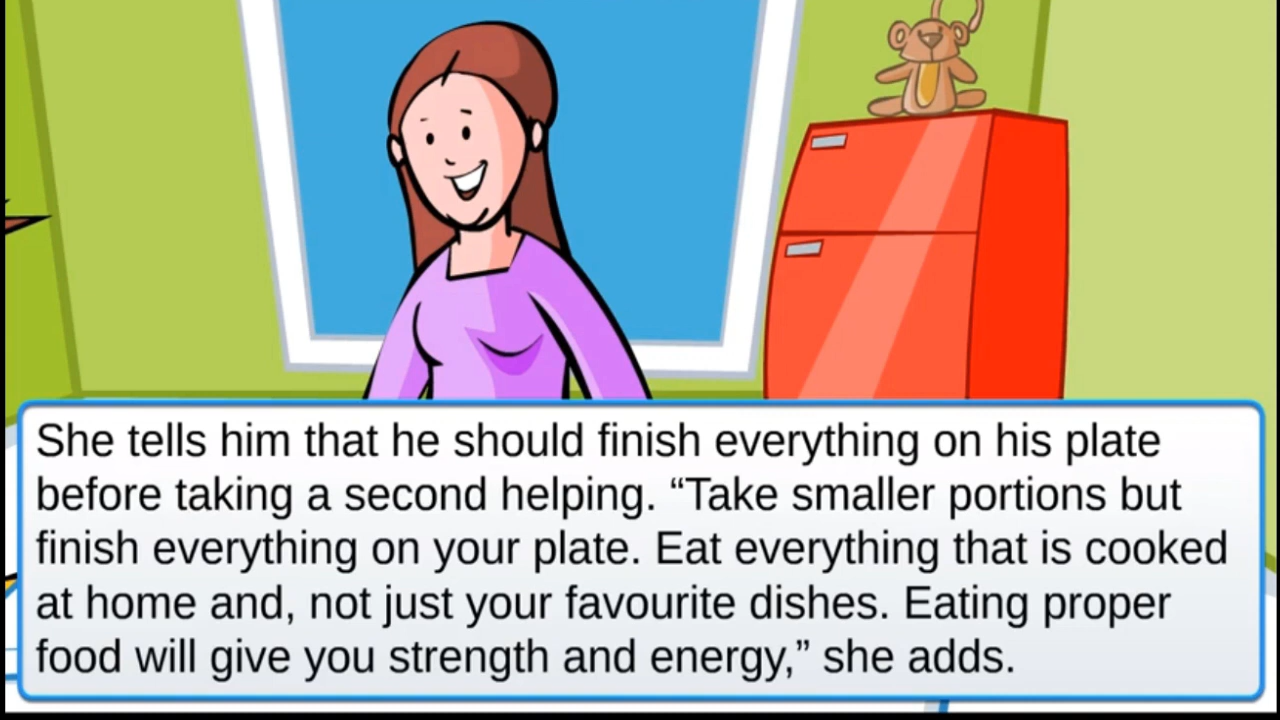 She tells him that he should finish everything on his plate
before taking a second helping. “Take smaller portions but
finish everything on your plate. Eat everything that is cooked
at home and, not just your favourite dishes. Eating proper
food will give you strength and energy,” she adds.